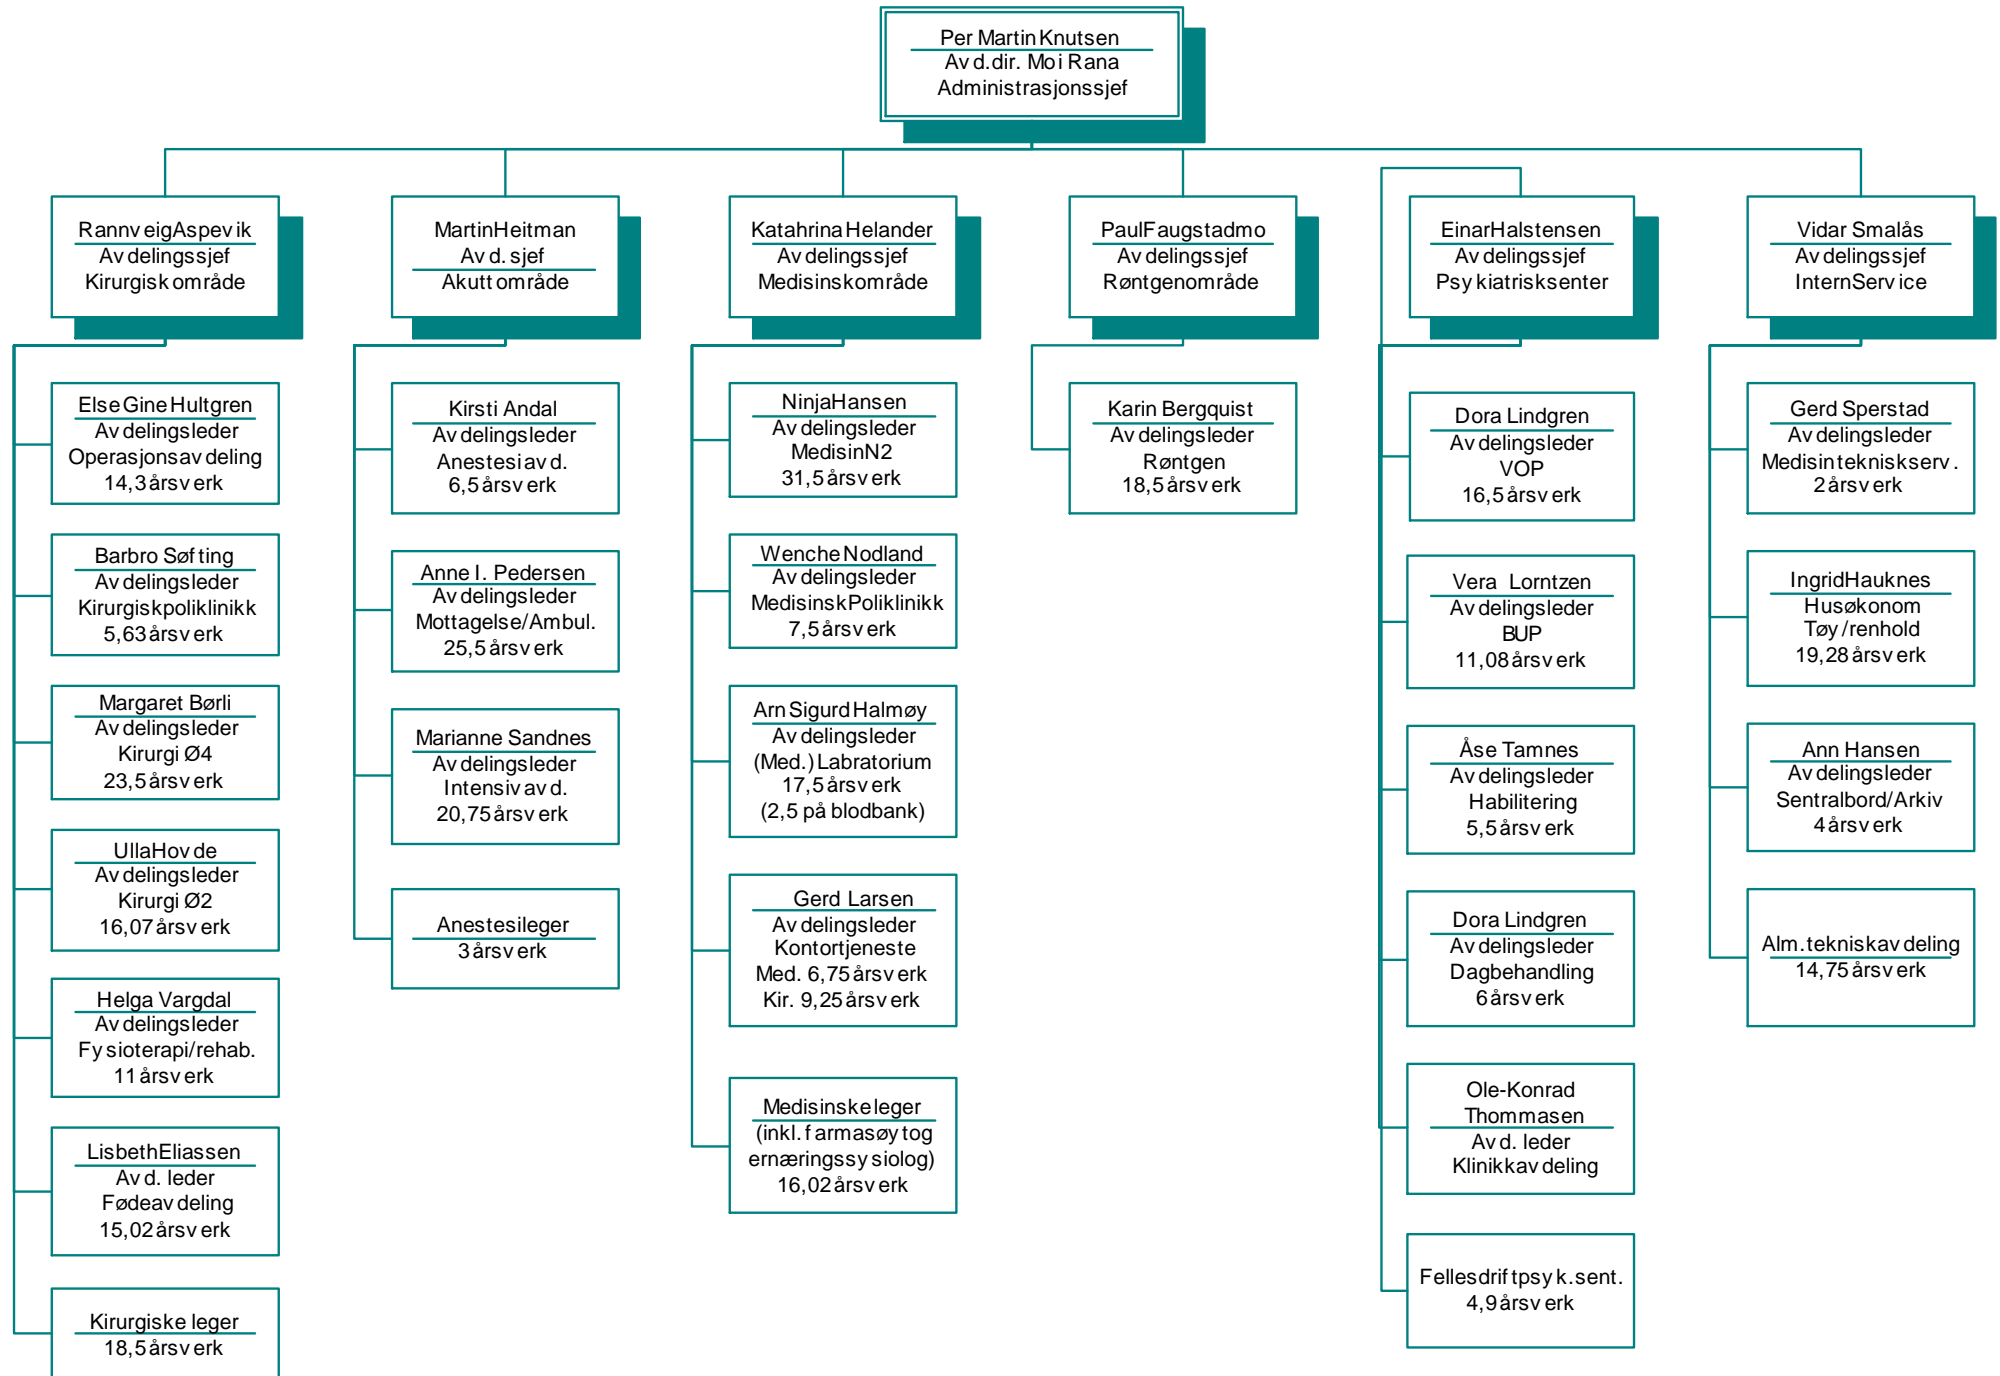 Per Martin Knutsen
Avd.dir. Mo i Rana
Administrasjonssjef
Rannveig Aspevik
Avdelingssjef
Kirurgisk område
Else Gine Hultgren
Avdelingsleder
Operasjonsavdeling
14,3 årsverk
Barbro Søfting
Avdelingsleder
Kirurgisk poliklinikk
5,63 årsverk
Margaret Børli
Avdelingsleder
Kirurgi Ø4
23,5 årsverk
Ulla Hovde
Avdelingsleder
Kirurgi Ø2
16,07 årsverk
Helga Vargdal
Avdelingsleder
Fysioterapi/rehab.
11 årsverk
Lisbeth Eliassen
Avd. leder
Fødeavdeling
15,02 årsverk
Kirurgiske leger
18,5 årsverk
Martin Heitman
Avd. sjef
Akutt område
Kirsti Andal
Avdelingsleder
Anestesiavd.
6,5 årsverk
Anne I. Pedersen
Avdelingsleder
Mottagelse/Ambul.
25,5 årsverk
Marianne Sandnes
Avdelingsleder
Intensiv avd.
20,75 årsverk
Anestesileger
3 årsverk
Katahrina Helander
Avdelingssjef
Medisinsk område
Ninja Hansen
Avdelingsleder
Medisin N2
31,5 årsverk
Wenche Nodland
Avdelingsleder
Medisinsk Poliklinikk
7,5 årsverk
Arn Sigurd Halmøy
Avdelingsleder
(Med.) Labratorium
17,5 årsverk
(2,5 på blodbank)
Gerd Larsen
Avdelingsleder
Kontortjeneste
Med. 6,75 årsverk
Kir. 9,25 årsverk
Medisinske leger
(inkl. farmasøyt og
ernæringssysiolog)
16,02 årsverk
Paul Faugstadmo
Avdelingssjef
Røntgenområde
Karin Bergquist
Avdelingsleder
Røntgen
18,5 årsverk
Einar Halstensen
Avdelingssjef
Psykiatrisk senter
Dora Lindgren
Avdelingsleder
VOP
16,5 årsverk
Vera Lorntzen
Avdelingsleder
BUP
11,08 årsverk
Åse Tamnes
Avdelingsleder
Habilitering
5,5 årsverk
Dora Lindgren
Avdelingsleder
Dagbehandling
6 årsverk
Ole-Konrad
Thommasen
Avd. leder
Klinikkavdeling
Fellesdrift psyk.sent.
4,9 årsverk
Vidar Smalås
Avdelingssjef
Intern Service
Gerd Sperstad
Avdelingsleder
Medisin teknisk serv.
2 årsverk
Ingrid Hauknes
Husøkonom
Tøy/renhold
19,28 årsverk
Ann Hansen
Avdelingsleder
Sentralbord/Arkiv
4 årsverk
Alm. teknisk avdeling
14,75 årsverk